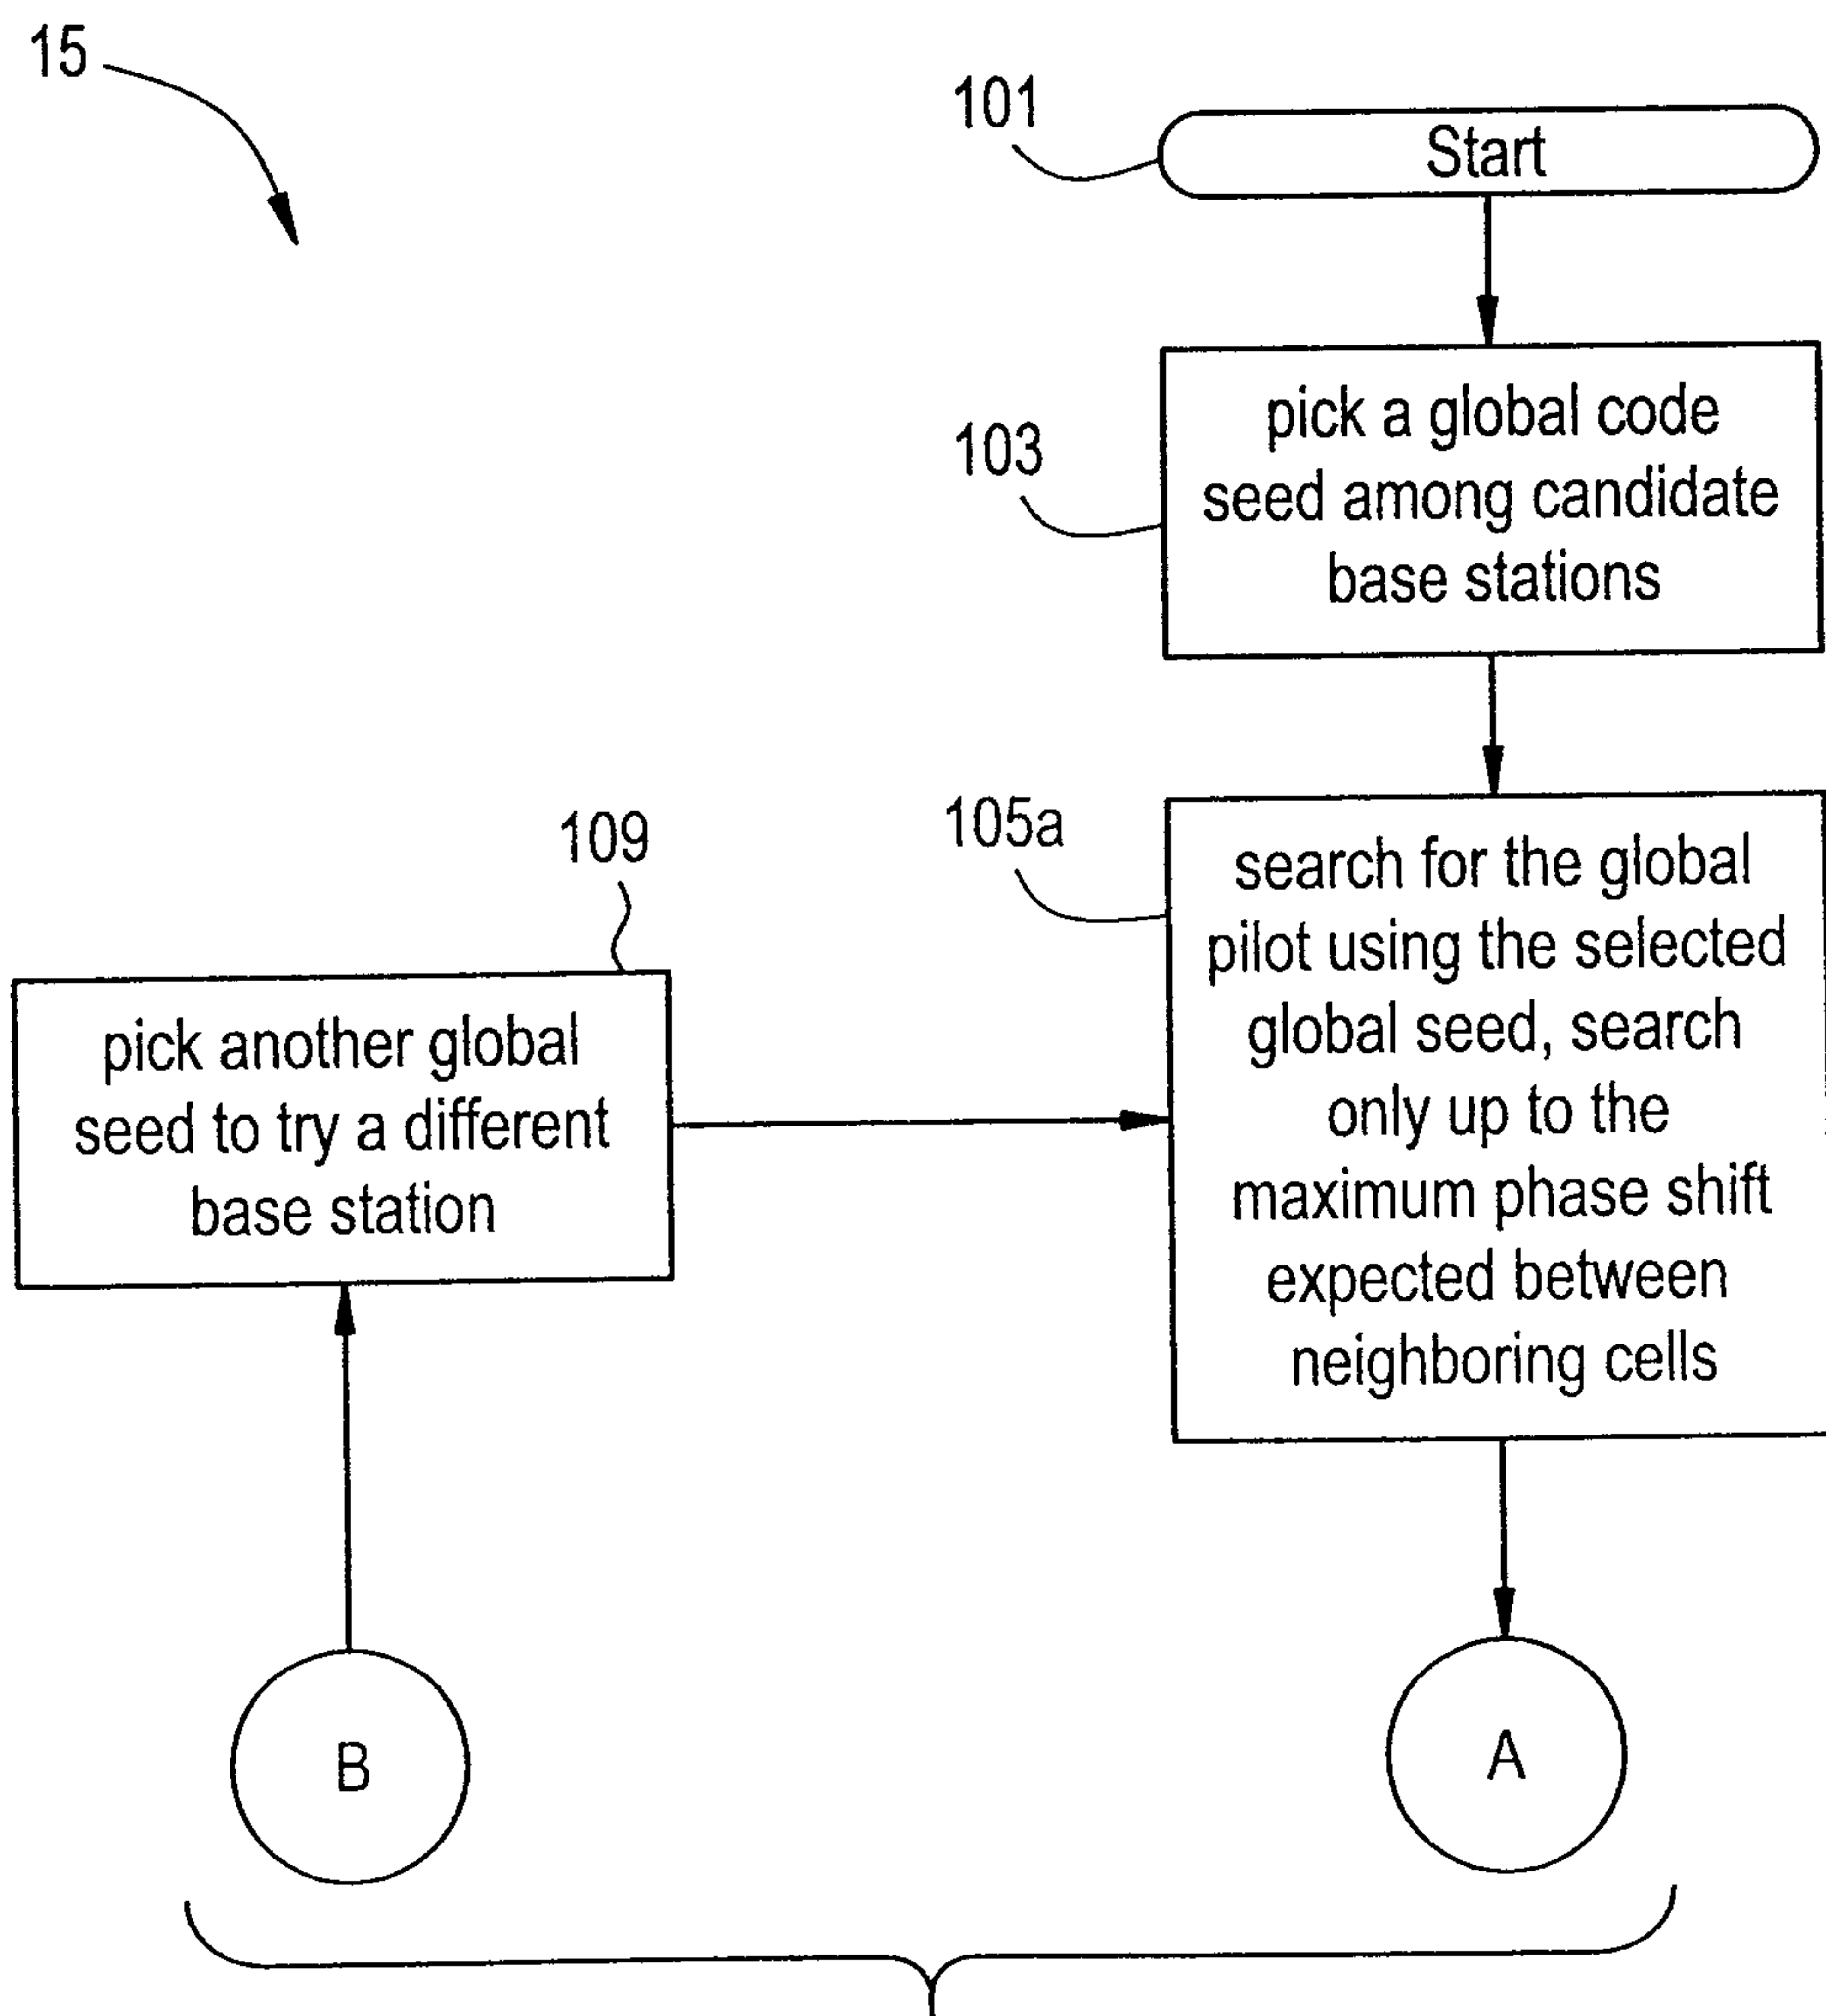 15
101
Start
103
pick a global code
seed among candidate
base stations
105a
search for the global
pilot using the selected
global seed, search
only up to the
maximum phase shift
expected between
neighboring cells
109
pick another global
seed to try a different
base station
B
A